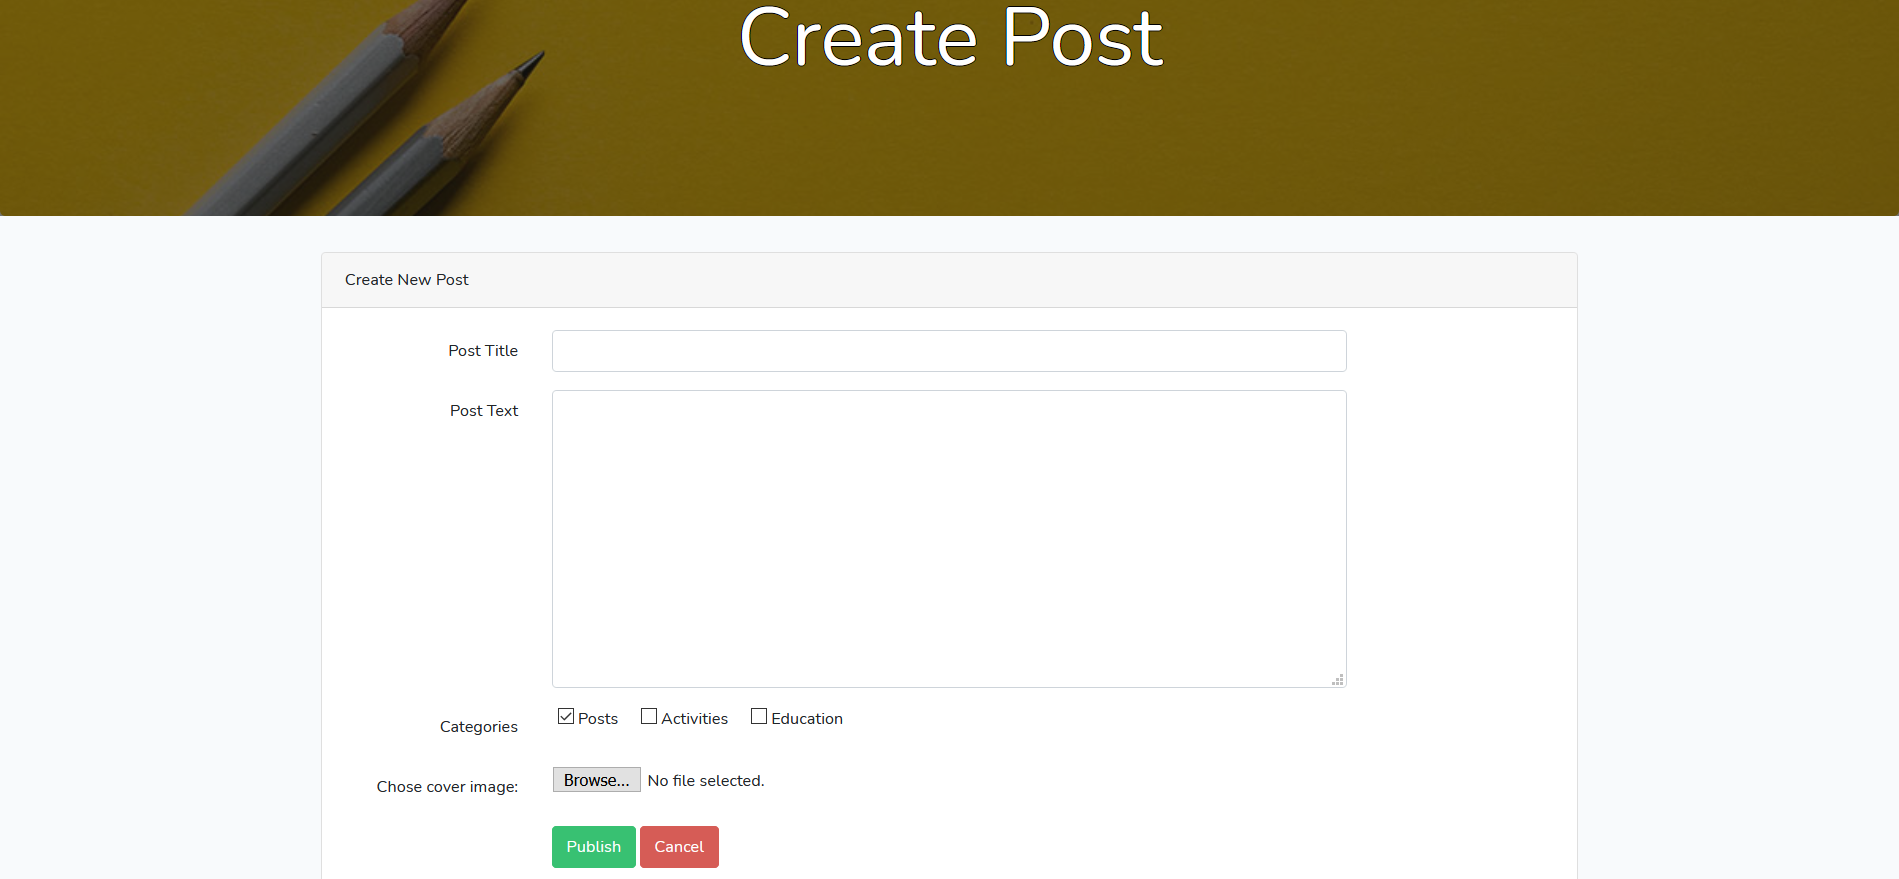 Create Post
Create New Post
Post Title
Post Text
Categories Posts Activities Education
Chose cover image: Browse... No file selected.
Publish Cancel